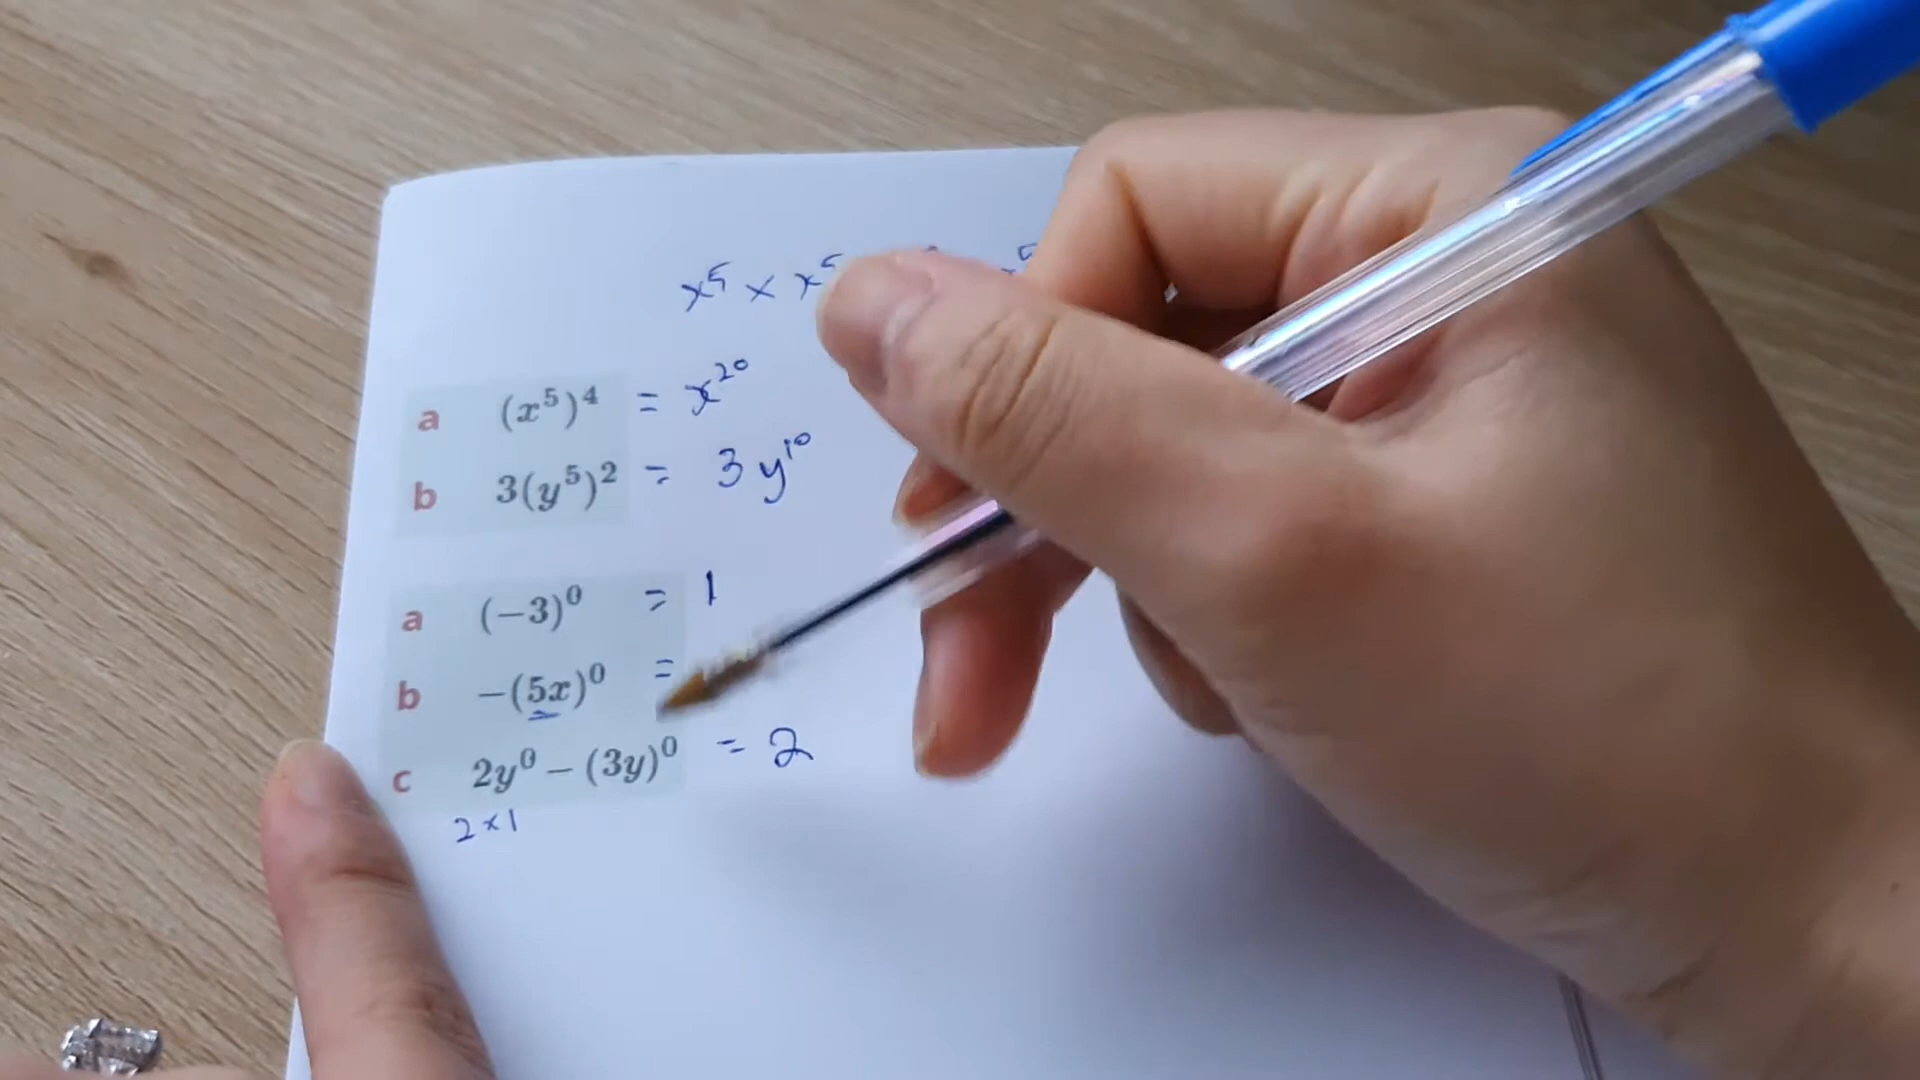 x⁵ × x⁵ x⁵
a (x⁵)⁴ = x²⁰
b 3(y⁵)² = 3y¹⁰
a (−3)⁰ = 1
b −(5x)⁰ =
c 2y⁰ − (3y)⁰ = 2
2 × 1